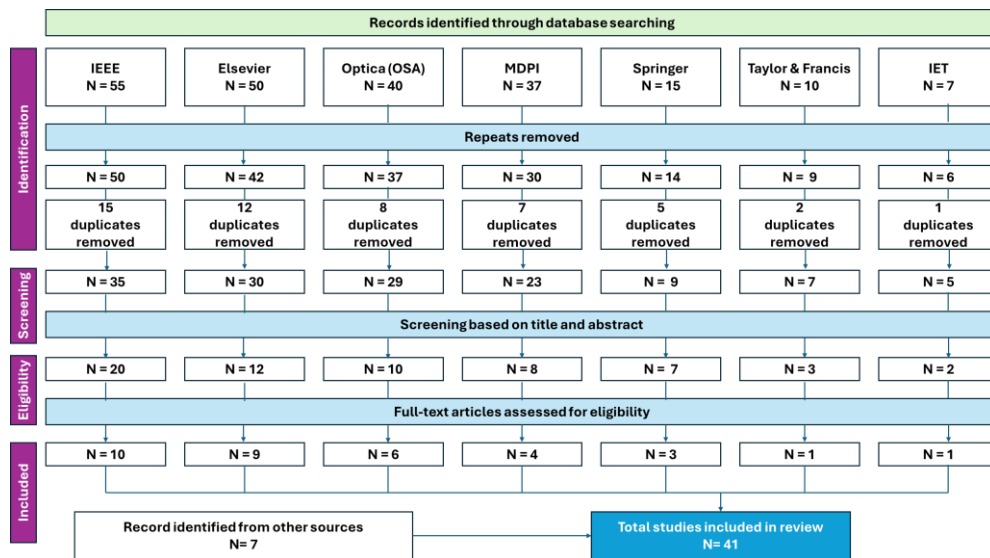 Records identified through database searching
Identification
IEEE
N = 55
Elsevier
N = 50
Optica (OSA)
N = 40
MDPI
N = 37
Springer
N = 15
Taylor & Francis
N = 10
IET
N = 7
Repeats removed
N = 50
N = 42
N = 37
N = 30
N = 14
N = 9
N = 6
15
duplicates
removed
12
duplicates
removed
8
duplicates
removed
7
duplicates
removed
5
duplicates
removed
2
duplicates removed
1
duplicates removed
Screening
N = 35
N = 30
N = 29
N = 23
N = 9
N = 7
N = 5
Screening based on title and abstract
Eligibility
N = 20
N = 12
N = 10
N = 8
N = 7
N = 3
N = 2
Full-text articles assessed for eligibility
Included
N = 10
N = 9
N = 6
N = 4
N = 3
N = 1
N = 1
Record identified from other sources
N= 7
Total studies included in review
N= 41